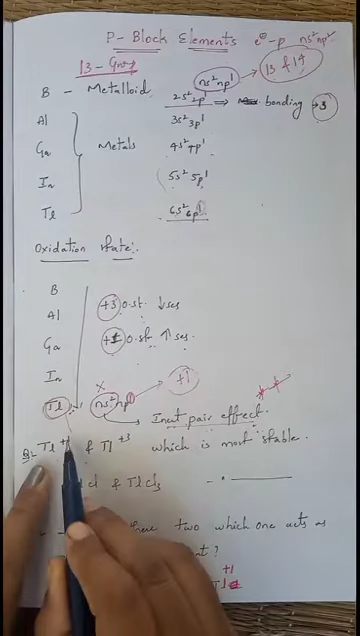 P - Block Elements e⊖ - p ns²np²
13 - Group ns²np¹ → 13 & 14
B - Metalloid 2s²2p¹ ⇒ bonding → 3
Al 3s²3p¹
Ga Metals 4s²4p¹
In 5s²5p¹
Tl 6s²6p¹
Oxidation state:
B
Al +3 O.st. ↓ses
Ga +1 O.st ↑ses.
In
Tl ns²np¹ → +1
Inert pair effect.
Q:- Tl⁺¹ & Tl⁺³ which is most stable.
Cl & TlCl₃ -
two which one acts as
?
Tl +1